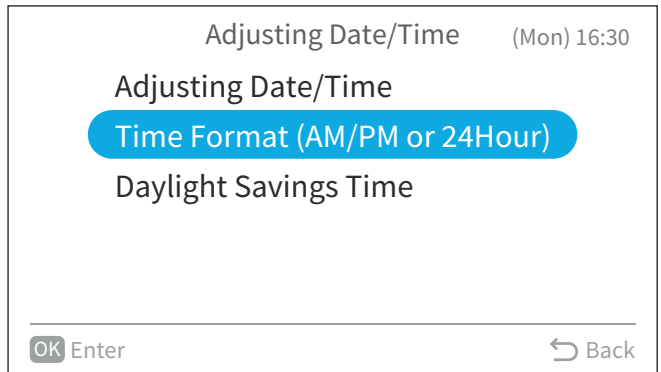 Adjusting Date/Time (Mon) 16:30
Adjusting Date/Time
Time Format (AM/PM or 24Hour)
Daylight Savings Time
OK Enter Back